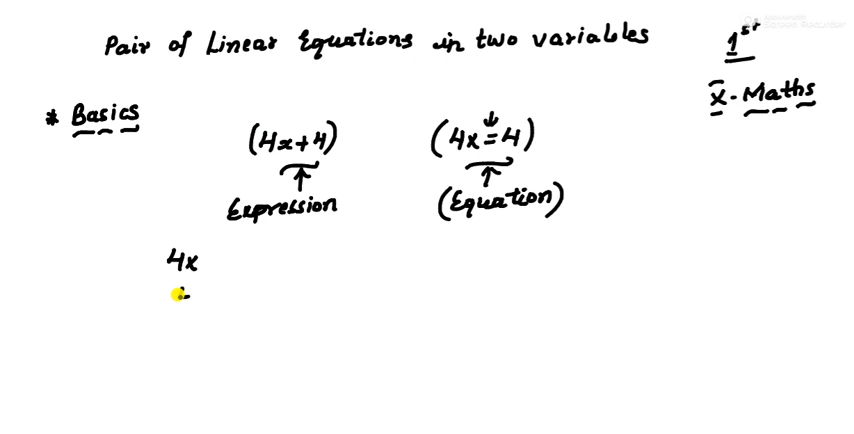 Pair of Linear Equations in two variables
1st
X - Maths
* Basics
(4x+4) (4x=4)
Expression (Equation)
4x